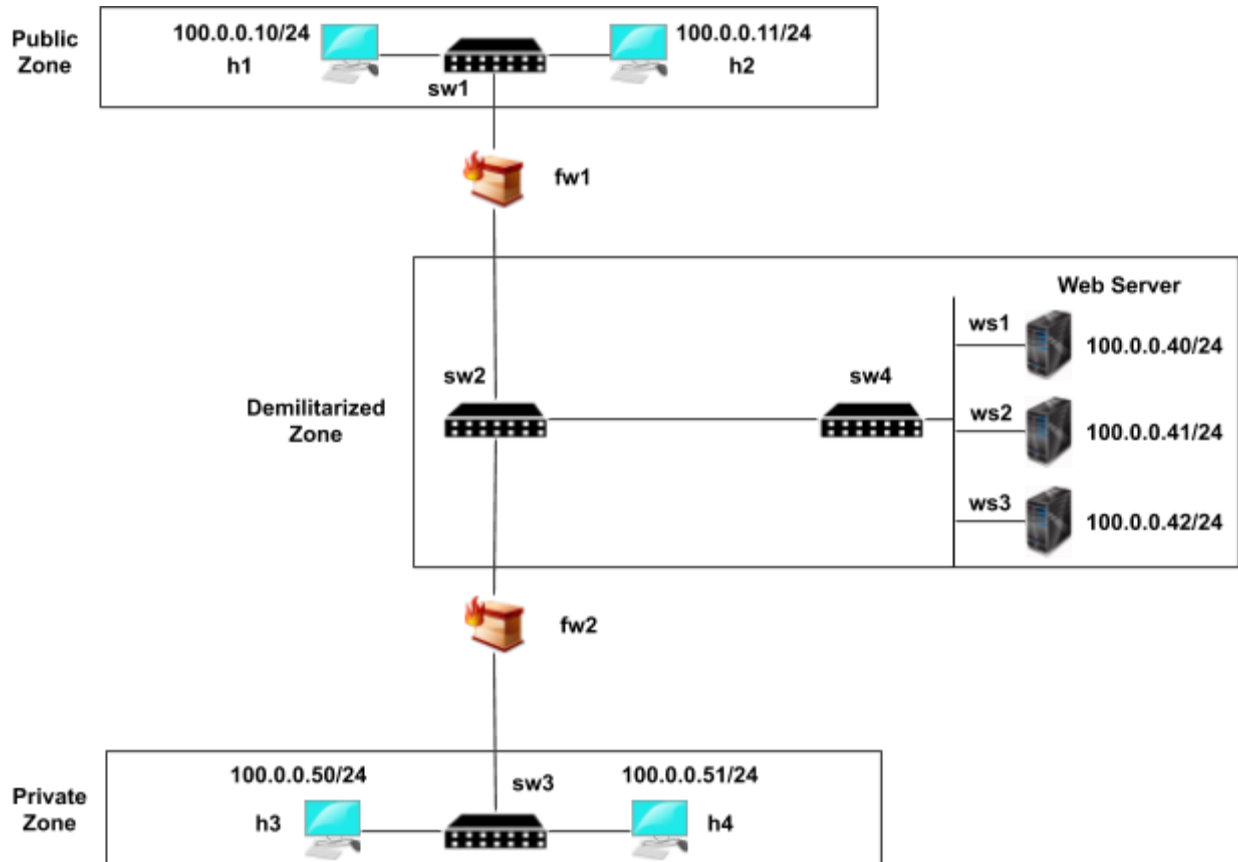 Public
Zone
100.0.0.10/24
h1
sw1
100.0.0.11/24
h2
fw1
Web Server
ws1
100.0.0.40/24
sw2
sw4
Demilitarized
Zone
ws2
100.0.0.41/24
ws3
100.0.0.42/24
fw2
Private
Zone
100.0.0.50/24
h3
sw3
100.0.0.51/24
h4